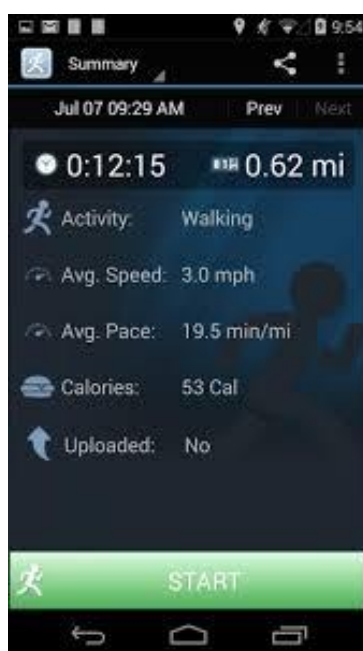 9:54
Summary
Jul 07 09:29 AM Prev Next
0:12:15 0.62 mi
Activity: Walking
Avg. Speed: 3.0 mph
Avg. Pace: 19.5 min/mi
Calories: 53 Cal
Uploaded: No
START